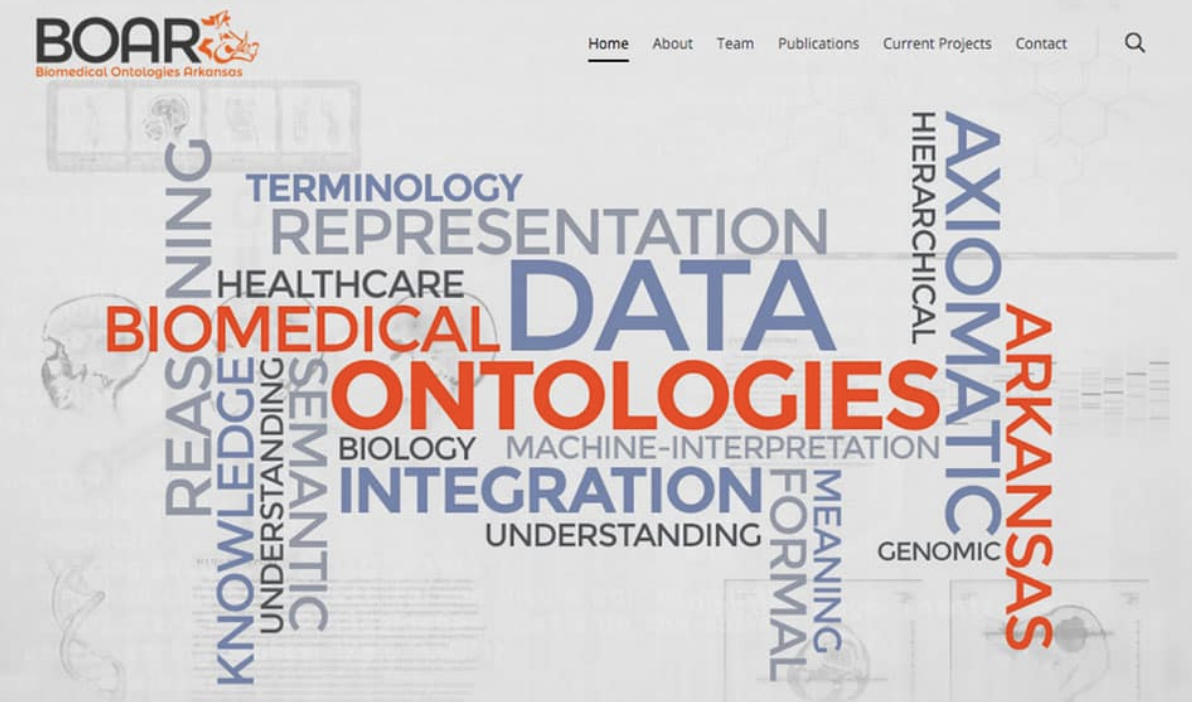 BOAR
Biomedical Ontologies Arkansas
Home About Team Publications Current Projects Contact
REASONING
TERMINOLOGY
REPRESENTATION
HEALTHCARE
DATA
BIOMEDICAL
ONTOLOGIES
KNOWLEDGE
UNDERSTANDING
SEMANTIC
BIOLOGY
MACHINE-INTERPRETATION
INTEGRATION
UNDERSTANDING
FORMAL
MEANING
HIERARCHICAL
AXIOMATIC
ARKANSAS
GENOMIC